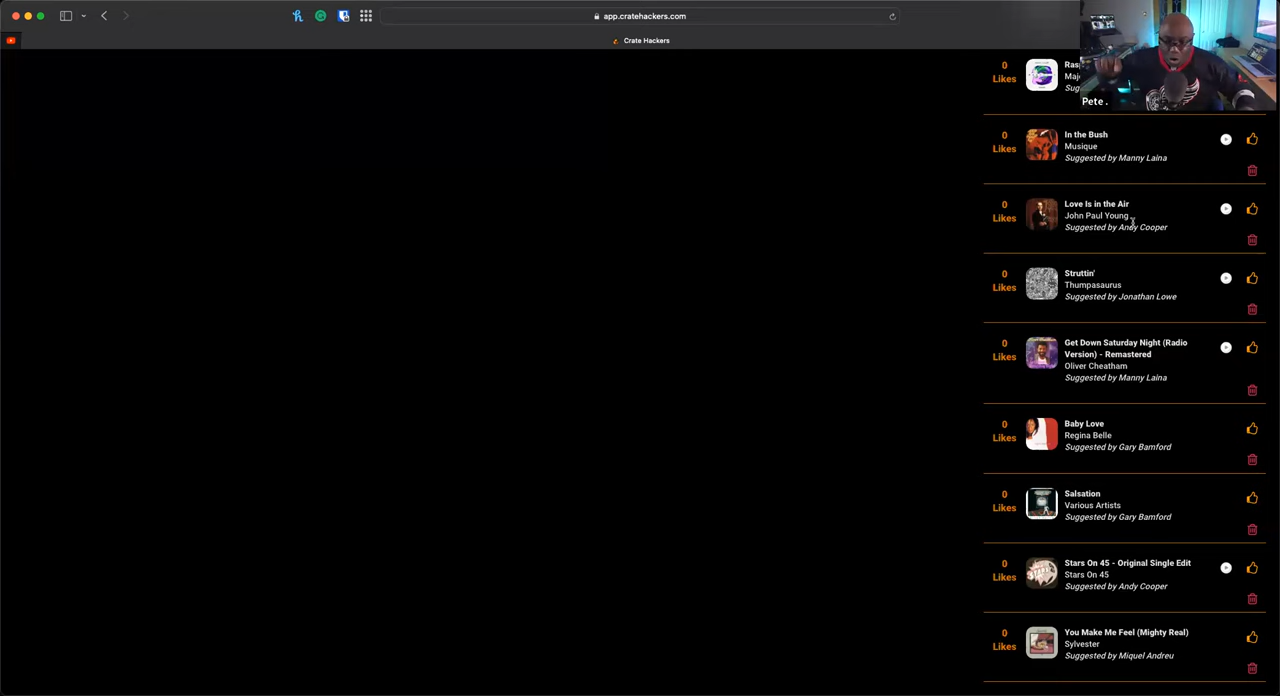 app.cratehackers.com
Crate Hackers
Pete .
0
Likes
0
Likes
In the Bush
Musique
Suggested by Manny Laina
0
Likes
Love Is in the Air
John Paul Young
Suggested by Andy Cooper
0
Likes
Struttin'
Thumpasaurus
Suggested by Jonathan Lowe
0
Likes
Get Down Saturday Night (Radio
Version) - Remastered
Oliver Cheatham
Suggested by Manny Laina
0
Likes
Baby Love
Regina Belle
Suggested by Gary Bamford
0
Likes
Salsation
Various Artists
Suggested by Gary Bamford
0
Likes
Stars On 45 - Original Single Edit
Stars On 45
Suggested by Andy Cooper
0
Likes
You Make Me Feel (Mighty Real)
Sylvester
Suggested by Miquel Andreu